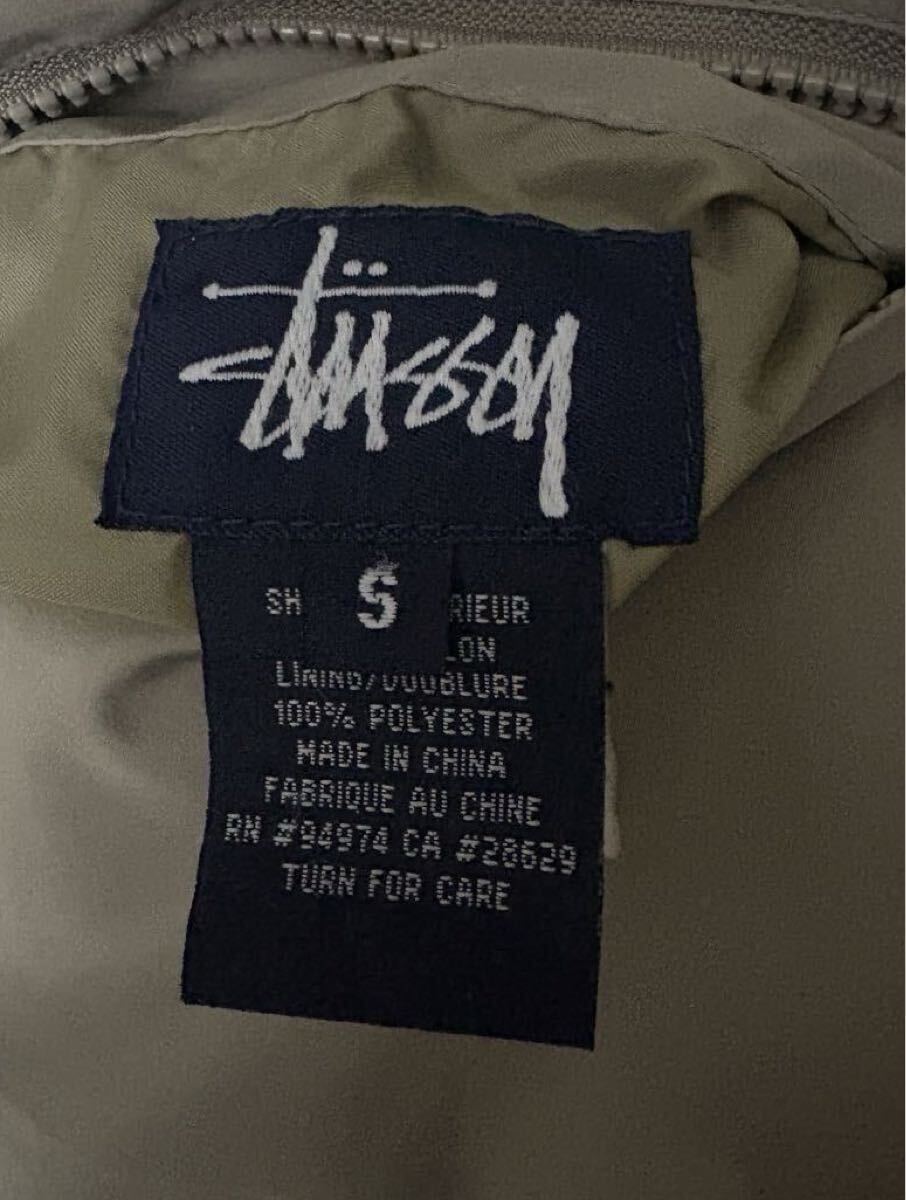 Stüssy
S
SH RIEUR
LON
LINING/DOUBLURE
100% POLYESTER
MADE IN CHINA
FABRIQUE AU CHINE
RN #94974 CA #28629
TURN FOR CARE